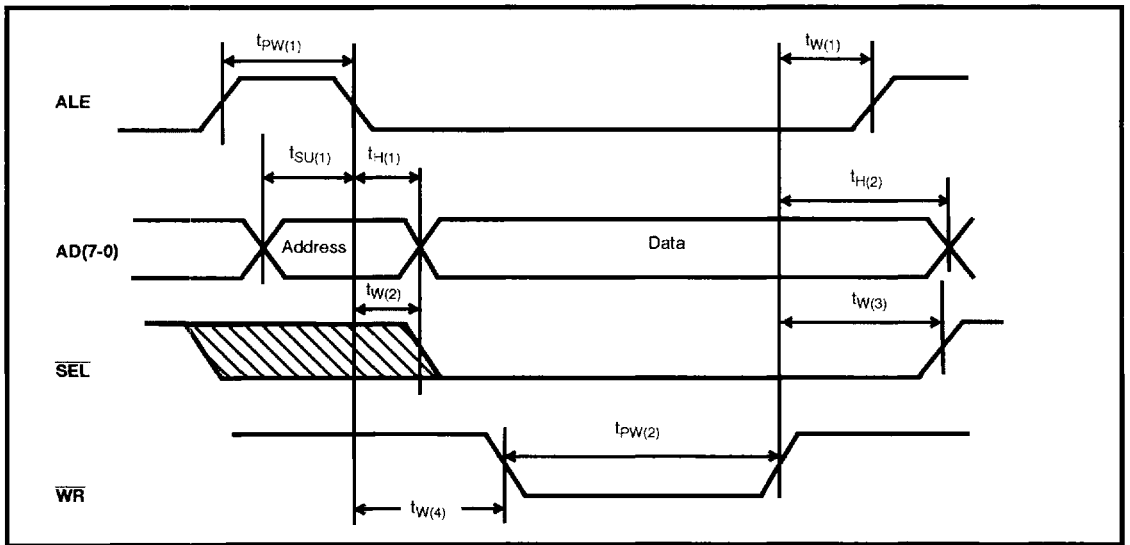 tPW(1)
tW(1)
ALE
tSU(1)
tH(1)
tH(2)
AD(7-0)
Address
Data
tW(2)
tW(3)
SEL
tPW(2)
WR
tW(4)